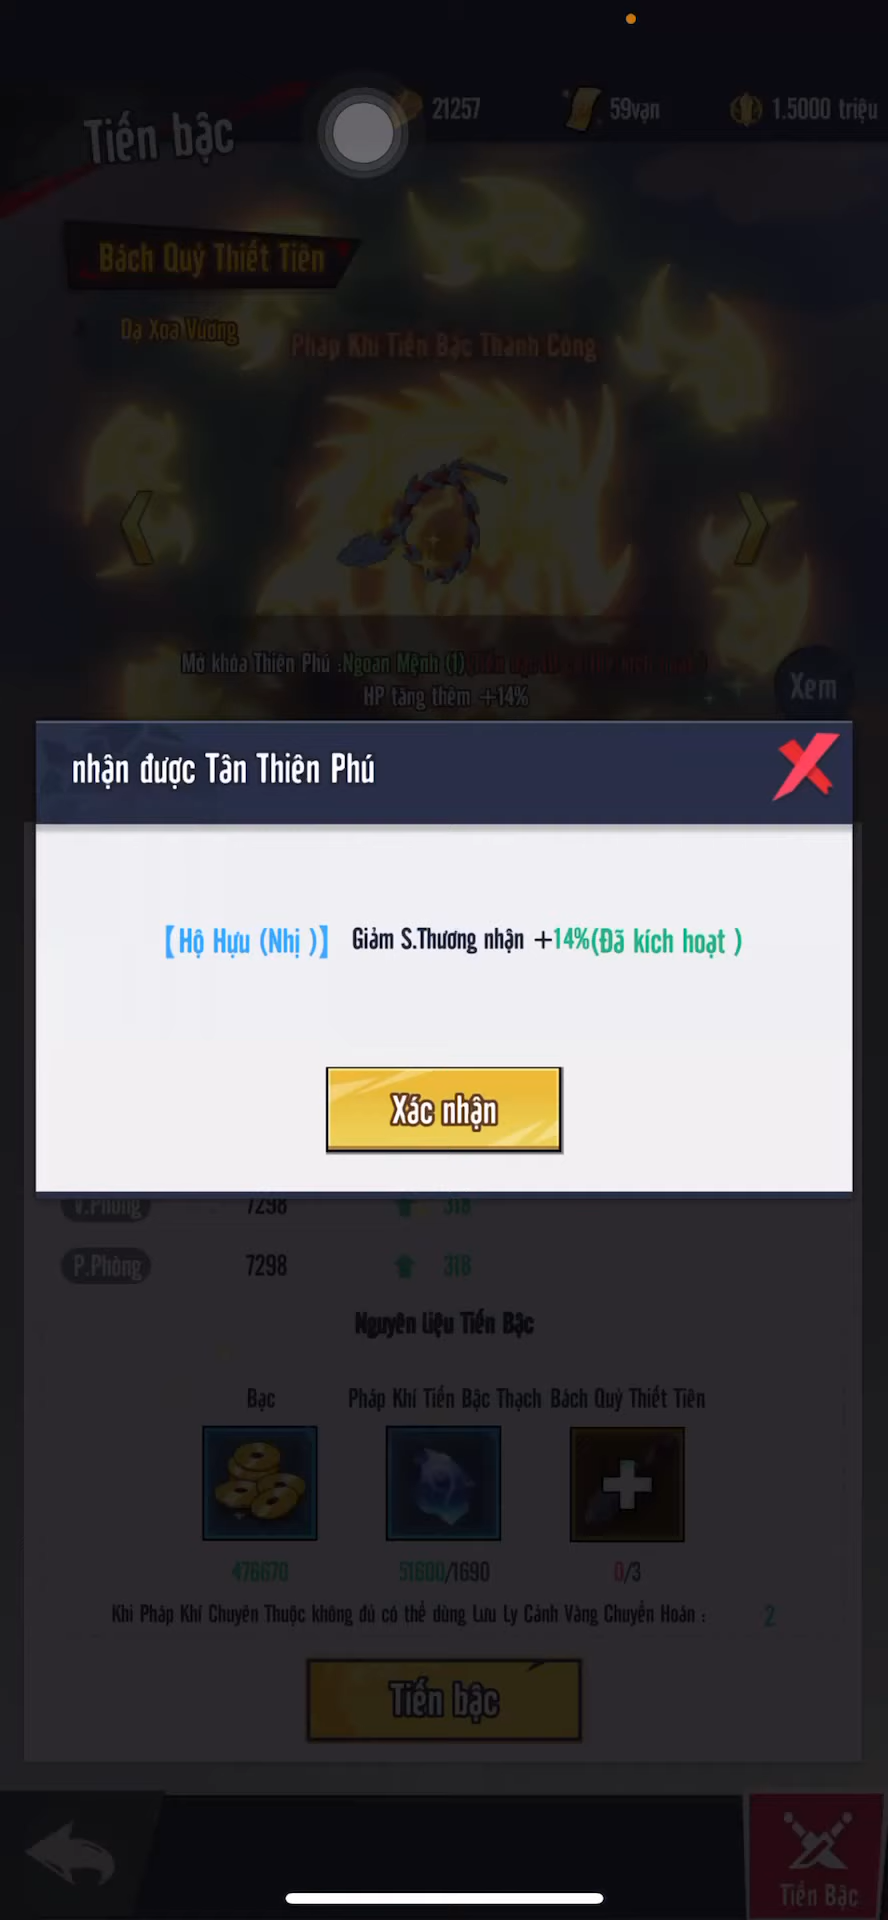 Tiến bậc
21257
59vạn
1.5000 triệu
Bách Quỷ Thiết Tiên
Dạ Xoa Vương
Pháp Khí Tiến Bậc Thành Công
Mở khóa Thiên Phú :Ngoan Mệnh (1)
HP tăng thêm +14%
Xem
nhận được Tân Thiên Phú
【Hộ Hựu (Nhị )】 Giảm S.Thương nhận +14%(Đã kích hoạt )
Xác nhận
V.Phòng 7298 318
P.Phòng 7298 318
Nguyên liệu Tiến Bậc
Bạc Pháp Khí Tiến Bậc Thạch Bách Quỷ Thiết Tiên
476670 51600/1690 0/3
Khi Pháp Khí Chuyên Thuộc không đủ có thể dùng Lưu Ly Cảnh Vàng Chuyển Hoán : 2
Tiến bậc
Tiến Bậc